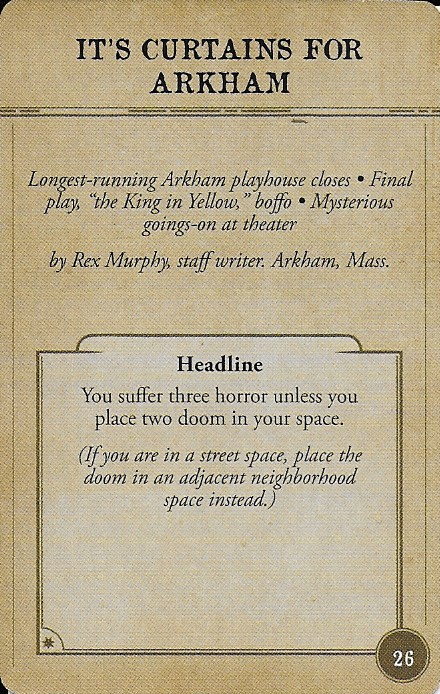 IT'S CURTAINS FOR
ARKHAM
Longest-running Arkham playhouse closes • Final
play, “the King in Yellow,” boffo • Mysterious
goings-on at theater
by Rex Murphy, staff writer. Arkham, Mass.
Headline
You suffer three horror unless you
place two doom in your space.
(If you are in a street space, place the
doom in an adjacent neighborhood
space instead.)
26